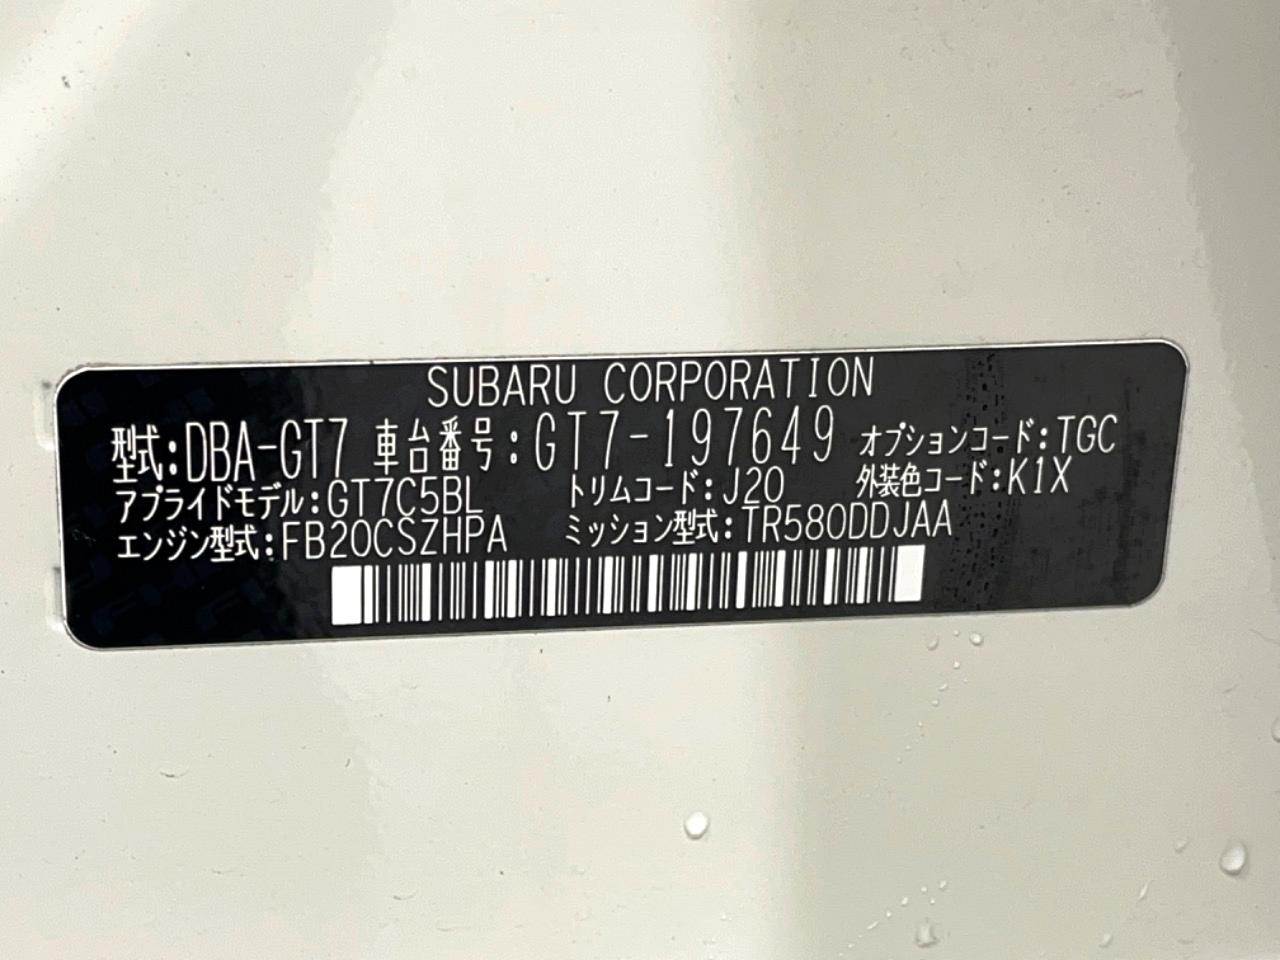 SUBARU CORPORATION
型式:DBA-GT7 車台番号:GT7-197649 オプションコード:TGC
アプライドモデル:GT7C5BL トリムコード:J20 外装色コード:K1X
エンジン型式:FB20CSZHPA ミッション型式:TR580DDJAA